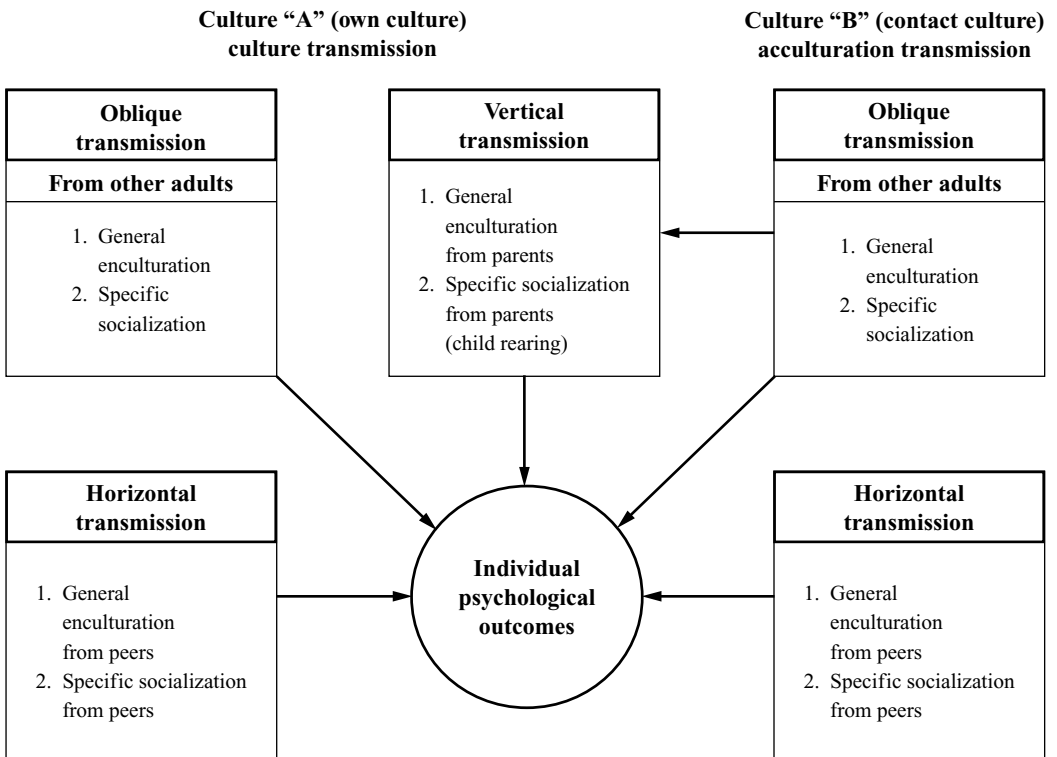 Culture “A” (own culture)
culture transmission
Culture “B” (contact culture)
acculturation transmission
Oblique
transmission
From other adults
1. General
enculturation
2. Specific
socialization
Vertical
transmission
1. General
enculturation
from parents
2. Specific socialization
from parents
(child rearing)
Oblique
transmission
From other adults
1. General
enculturation
2. Specific
socialization
Horizontal
transmission
1. General
enculturation
from peers
2. Specific socialization
from peers
Individual
psychological
outcomes
Horizontal
transmission
1. General
enculturation
from peers
2. Specific socialization
from peers